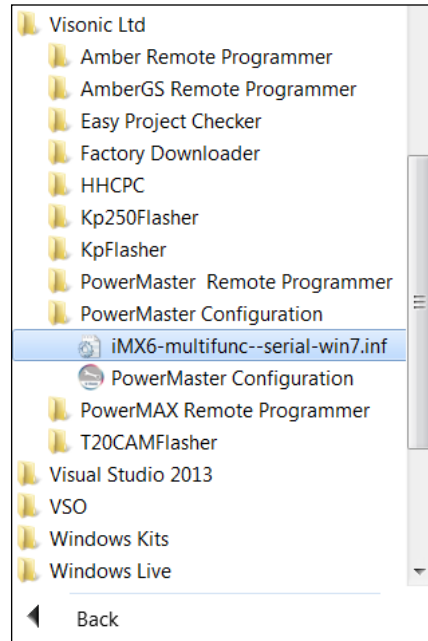 Visonic Ltd
Amber Remote Programmer
AmberGS Remote Programmer
Easy Project Checker
Factory Downloader
HHCPC
Kp250Flasher
KpFlasher
PowerMaster  Remote Programmer
PowerMaster Configuration
iMX6-multifunc--serial-win7.inf
PowerMaster Configuration
PowerMAX Remote Programmer
T20CAMFlasher
Visual Studio 2013
VSO
Windows Kits
Windows Live
Back